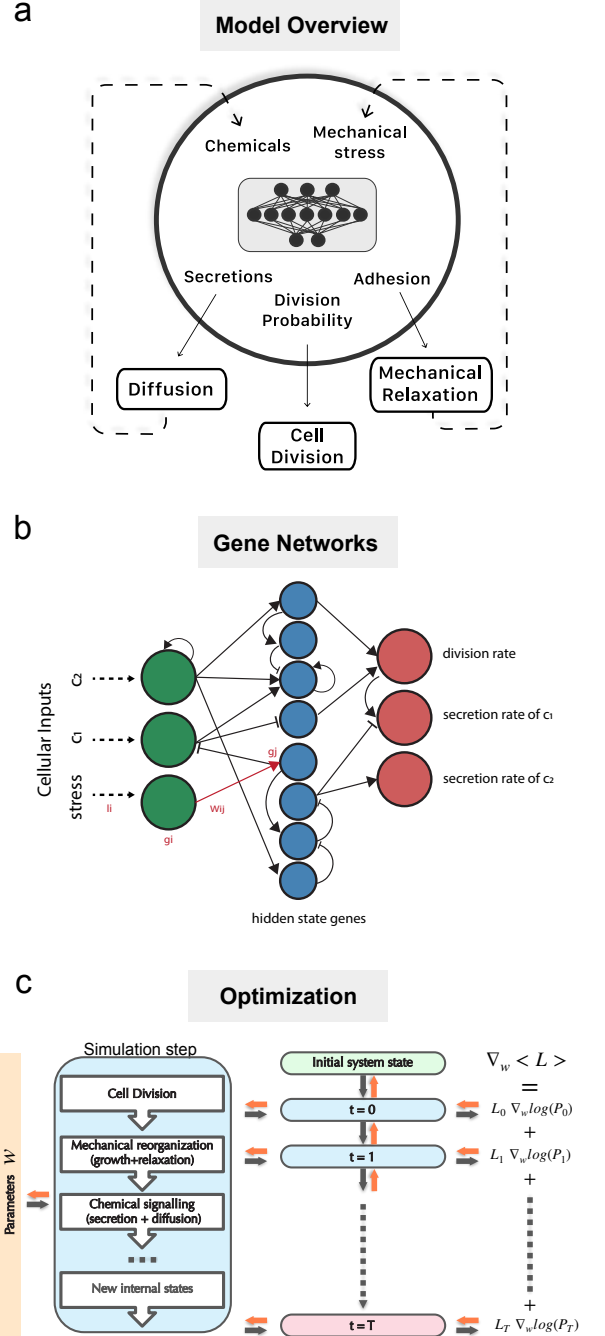 a
Model Overview
Chemicals
Mechanical
stress
Secretions
Division
Probability
Adhesion
Diffusion
Cell
Division
Mechanical
Relaxation
b
Gene Networks
Cellular Inputs
c₂
c₁
stress
Ii
gi
Wij
gj
division rate
secretion rate of c₁
secretion rate of c₂
hidden state genes
c
Optimization
Parameters w
Simulation step
Cell Division
Mechanical reorganization
(growth+relaxation)
Chemical signalling
(secretion + diffusion)
New internal states
Initial system state
t = 0
t = 1
t = T
∇w < L >
=
L₀ ∇w log(P₀)
+
L₁ ∇w log(P₁)
+
+
L_T ∇w log(P_T)